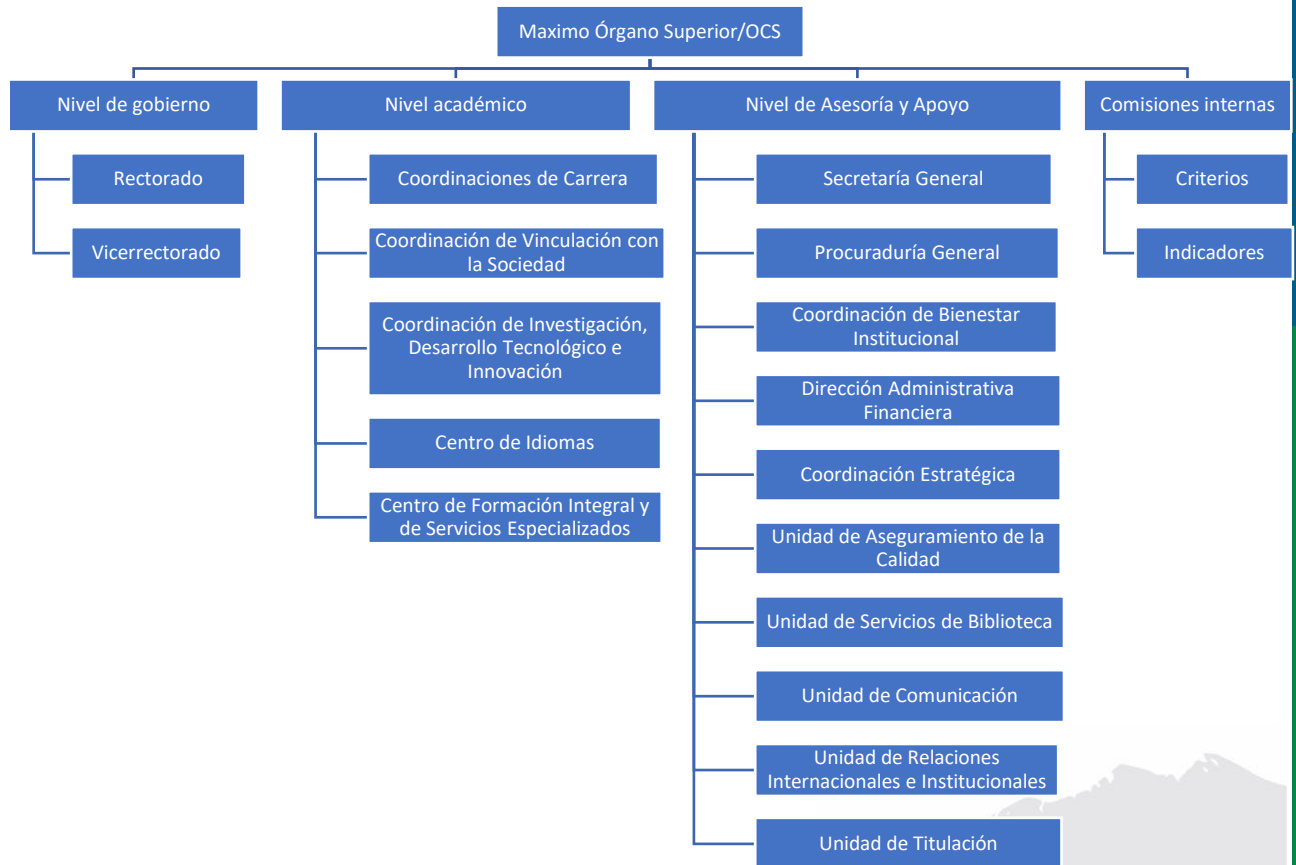 Maximo Órgano Superior/OCS
Nivel de gobierno
Rectorado
Vicerrectorado
Nivel académico
Coordinaciones de Carrera
Coordinación de Vinculación con
la Sociedad
Coordinación de Investigación,
Desarrollo Tecnológico e
Innovación
Centro de Idiomas
Centro de Formación Integral y
de Servicios Especializados
Nivel de Asesoría y Apoyo
Secretaría General
Procuraduría General
Coordinación de Bienestar
Institucional
Dirección Administrativa
Financiera
Coordinación Estratégica
Unidad de Aseguramiento de la
Calidad
Unidad de Servicios de Biblioteca
Unidad de Comunicación
Unidad de Relaciones
Internacionales e Institucionales
Unidad de Titulación
Comisiones internas
Criterios
Indicadores